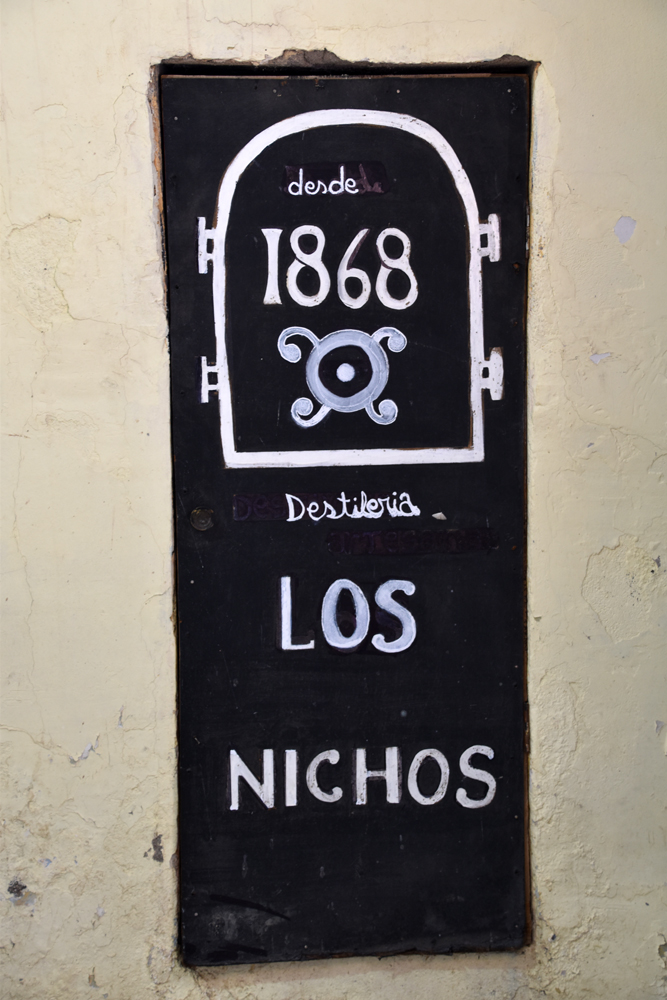 desde
1868
Destileria
LOS
NICHOS